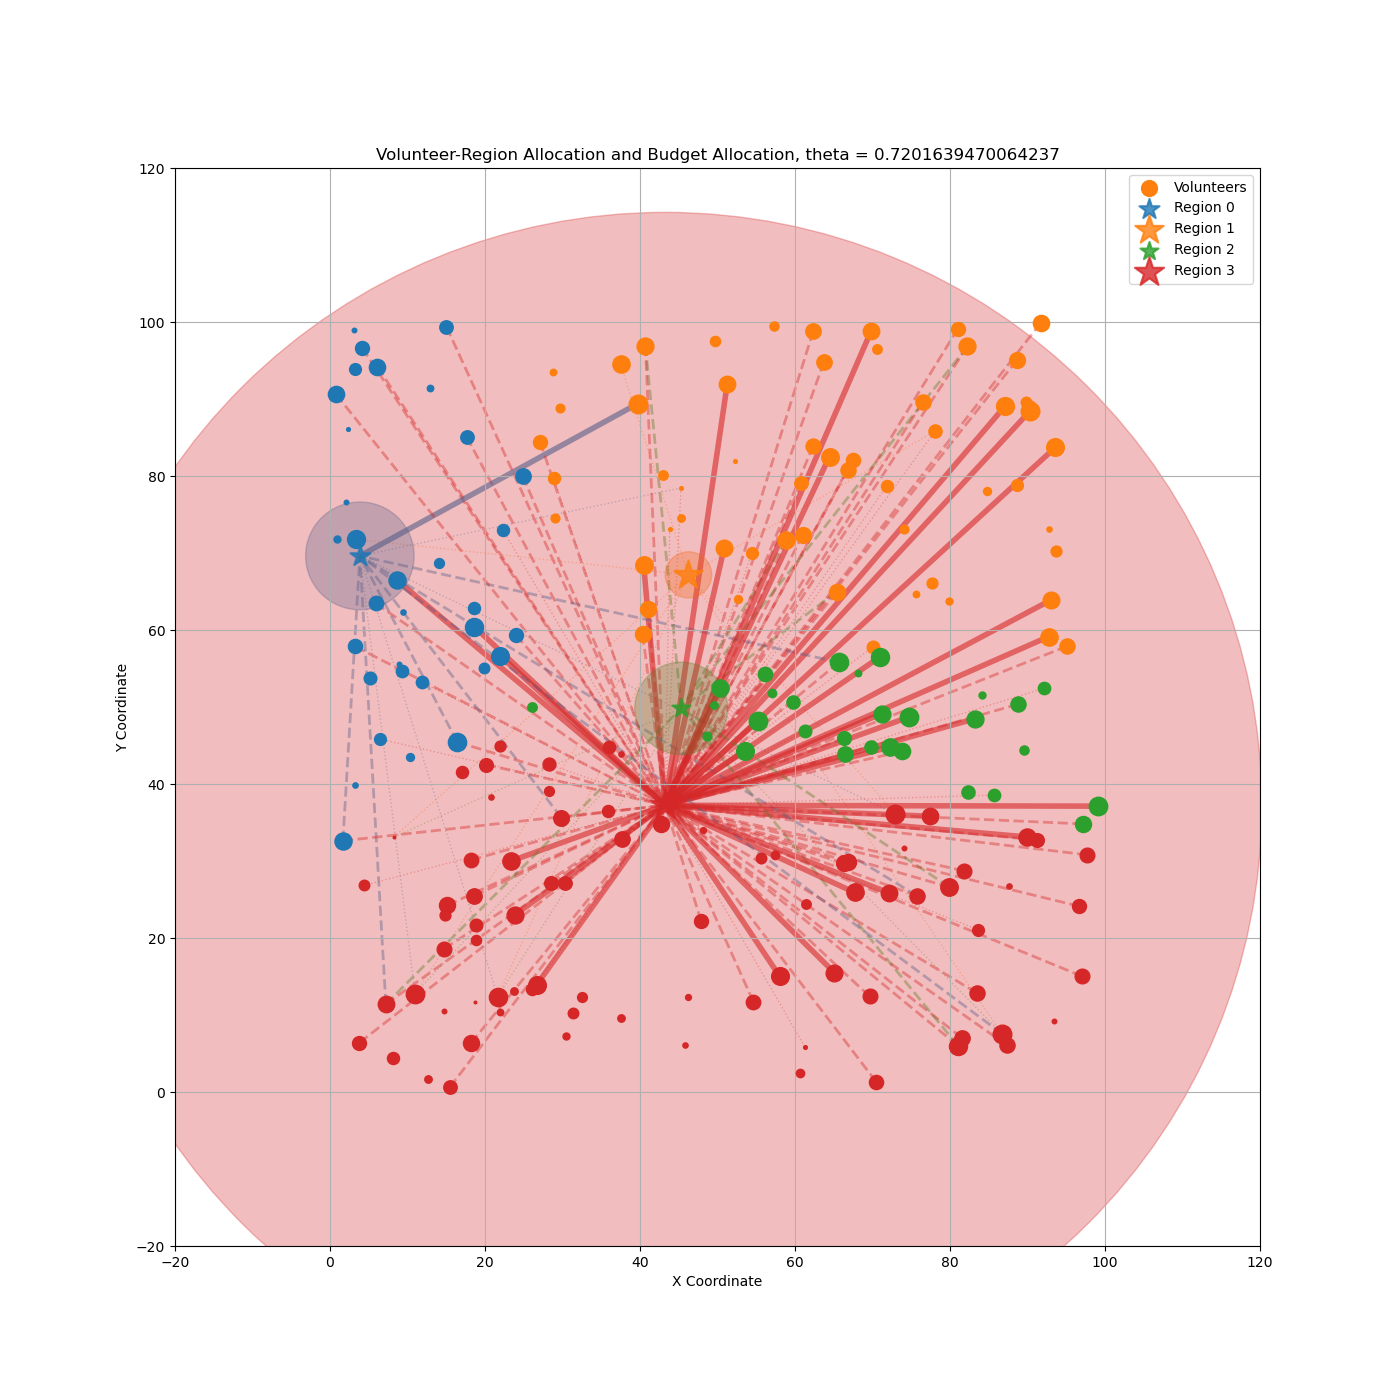 Volunteer-Region Allocation and Budget Allocation, theta = 0.7201639470064237
120
100
80
60
40
20
0
−20
−20 0 20 40 60 80 100 120
Y Coordinate
X Coordinate
Volunteers
Region 0
Region 1
Region 2
Region 3